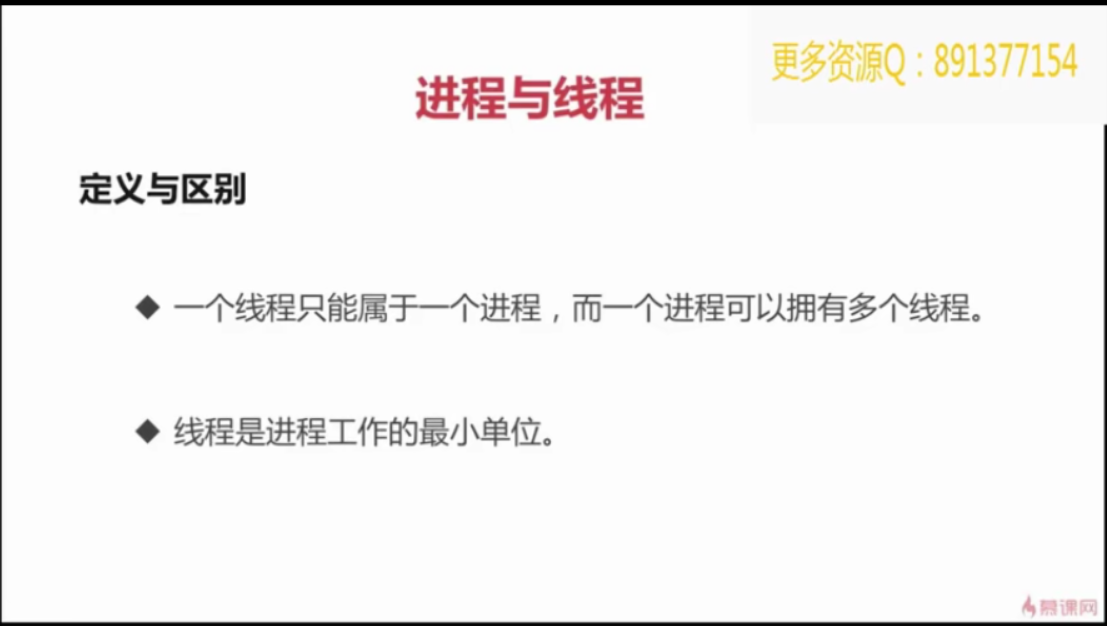 更多资源Q：891377154
进程与线程
定义与区别
◆ 一个线程只能属于一个进程，而一个进程可以拥有多个线程。
◆ 线程是进程工作的最小单位。
慕课网